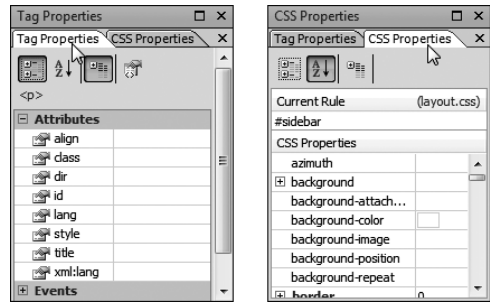 Tag Properties
Tag Properties CSS Properties
<p>
Attributes
align
class
dir
id
lang
style
title
xml:lang
Events
CSS Properties
Tag Properties CSS Properties
Current Rule (layout.css)
#sidebar
CSS Properties
azimuth
background
background-attach...
background-color
background-image
background-position
background-repeat
border 0